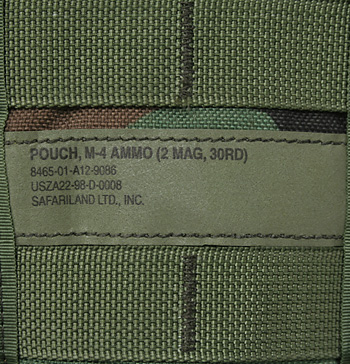 POUCH, M-4 AMMO (2 MAG, 30RD)
8465-01-A12-9086
USZA22-98-D-0008
SAFARILAND LTD., INC.